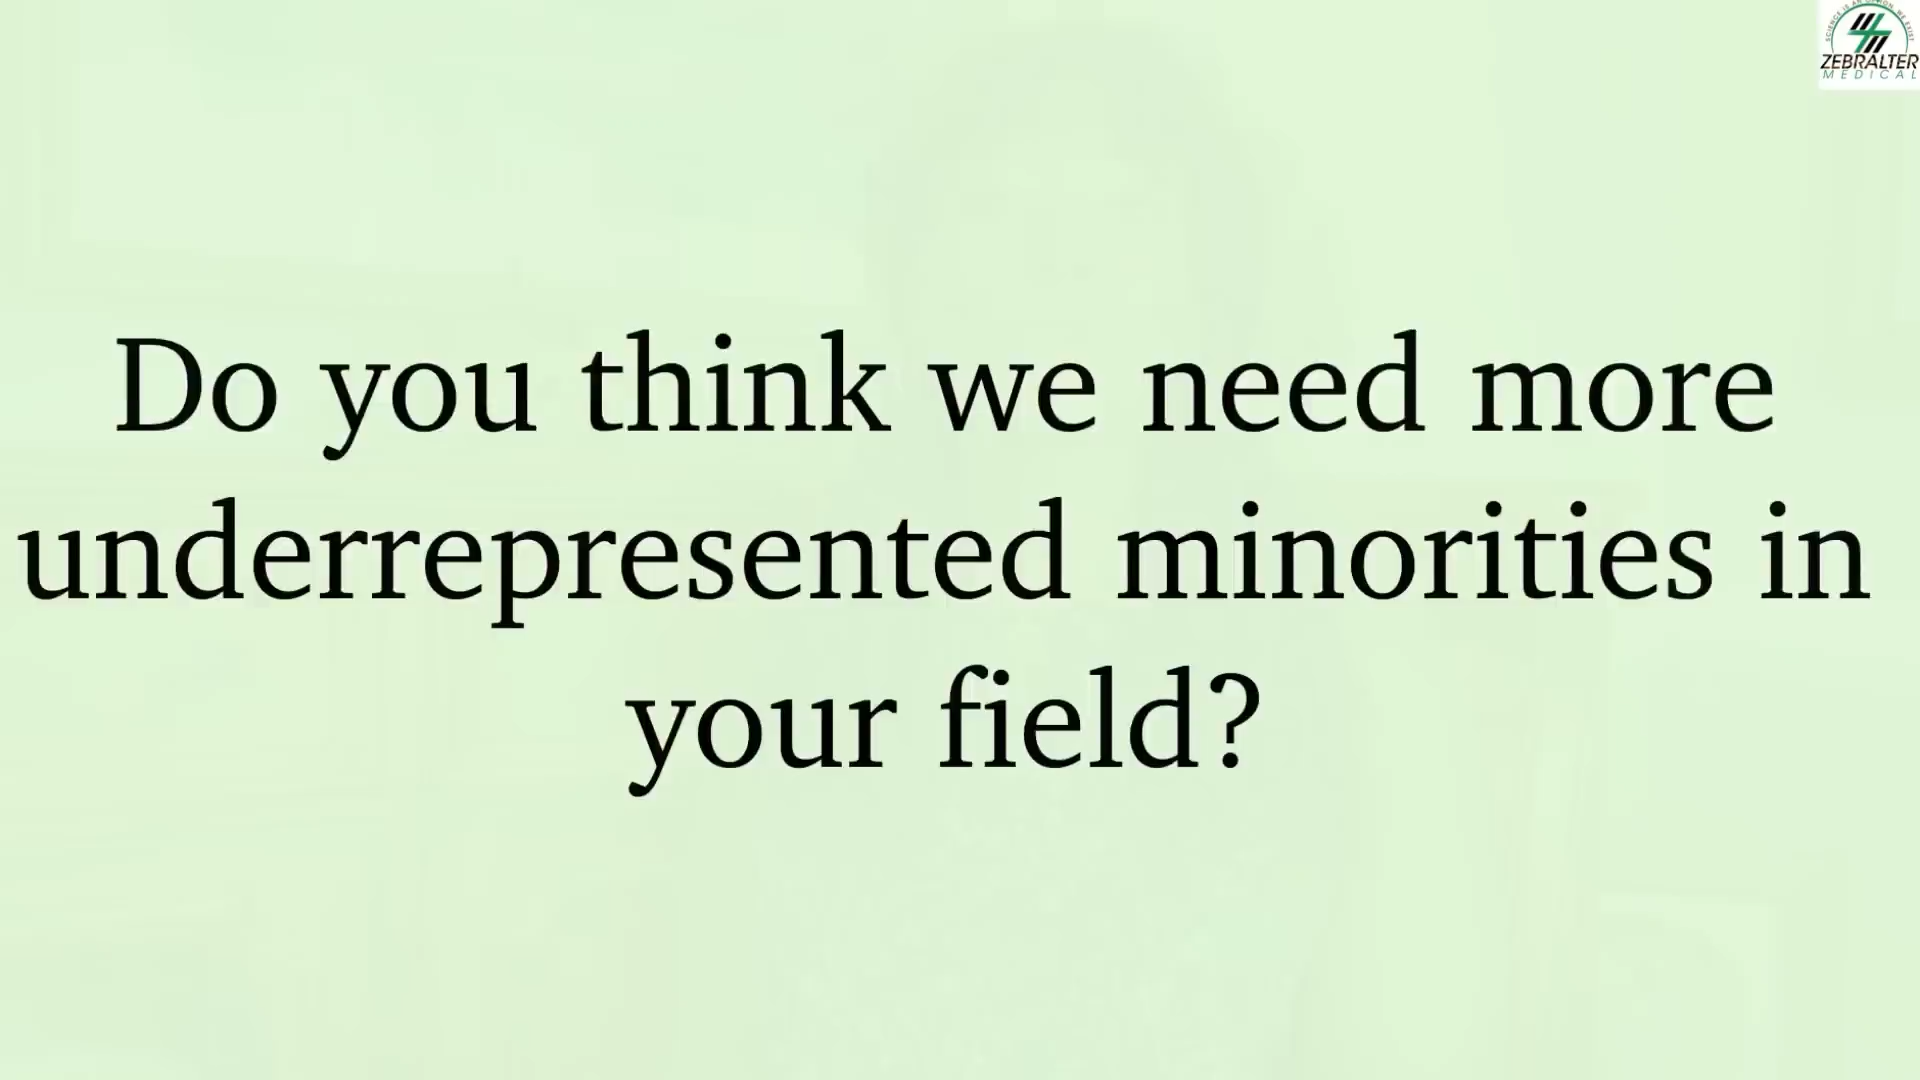 ZEBRALTER
MEDICAL
Do you think we need more
underrepresented minorities in
your field?